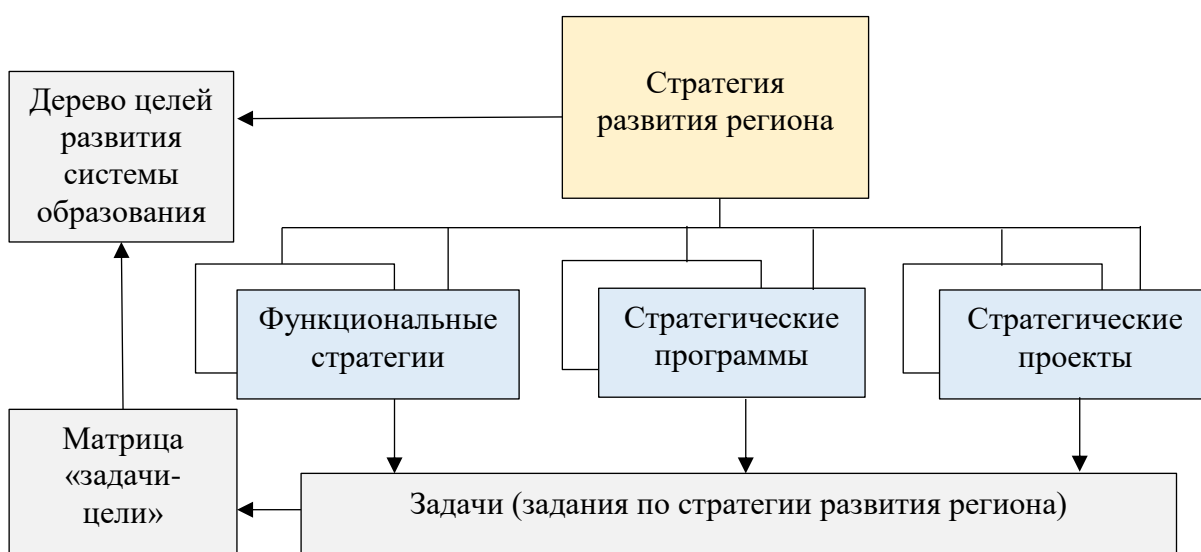 Стратегия
развития региона
Дерево целей
развития
системы
образования
Функциональные
стратегии
Стратегические
программы
Стратегические
проекты
Матрица
«задачи-
цели»
Задачи (задания по стратегии развития региона)